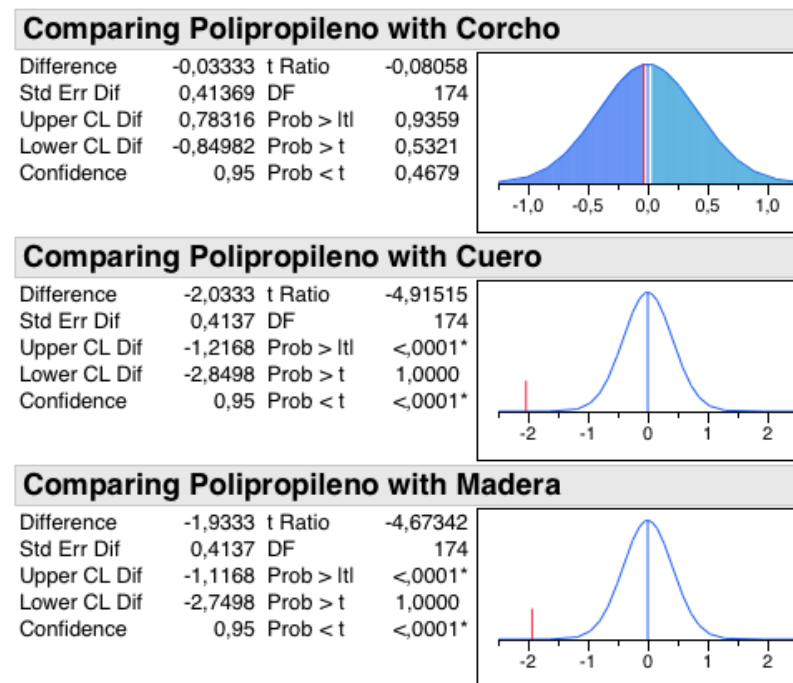 Comparing Polipropileno with Corcho
Difference -0,03333 t Ratio -0,08058
Std Err Dif 0,41369 DF 174
Upper CL Dif 0,78316 Prob > |t| 0,9359
Lower CL Dif -0,84982 Prob > t 0,5321
Confidence 0,95 Prob < t 0,4679
-1,0 -0,5 0,0 0,5 1,0
Comparing Polipropileno with Cuero
Difference -2,0333 t Ratio -4,91515
Std Err Dif 0,4137 DF 174
Upper CL Dif -1,2168 Prob > |t| <,0001*
Lower CL Dif -2,8498 Prob > t 1,0000
Confidence 0,95 Prob < t <,0001*
-2 -1 0 1 2
Comparing Polipropileno with Madera
Difference -1,9333 t Ratio -4,67342
Std Err Dif 0,4137 DF 174
Upper CL Dif -1,1168 Prob > |t| <,0001*
Lower CL Dif -2,7498 Prob > t 1,0000
Confidence 0,95 Prob < t <,0001*
-2 -1 0 1 2